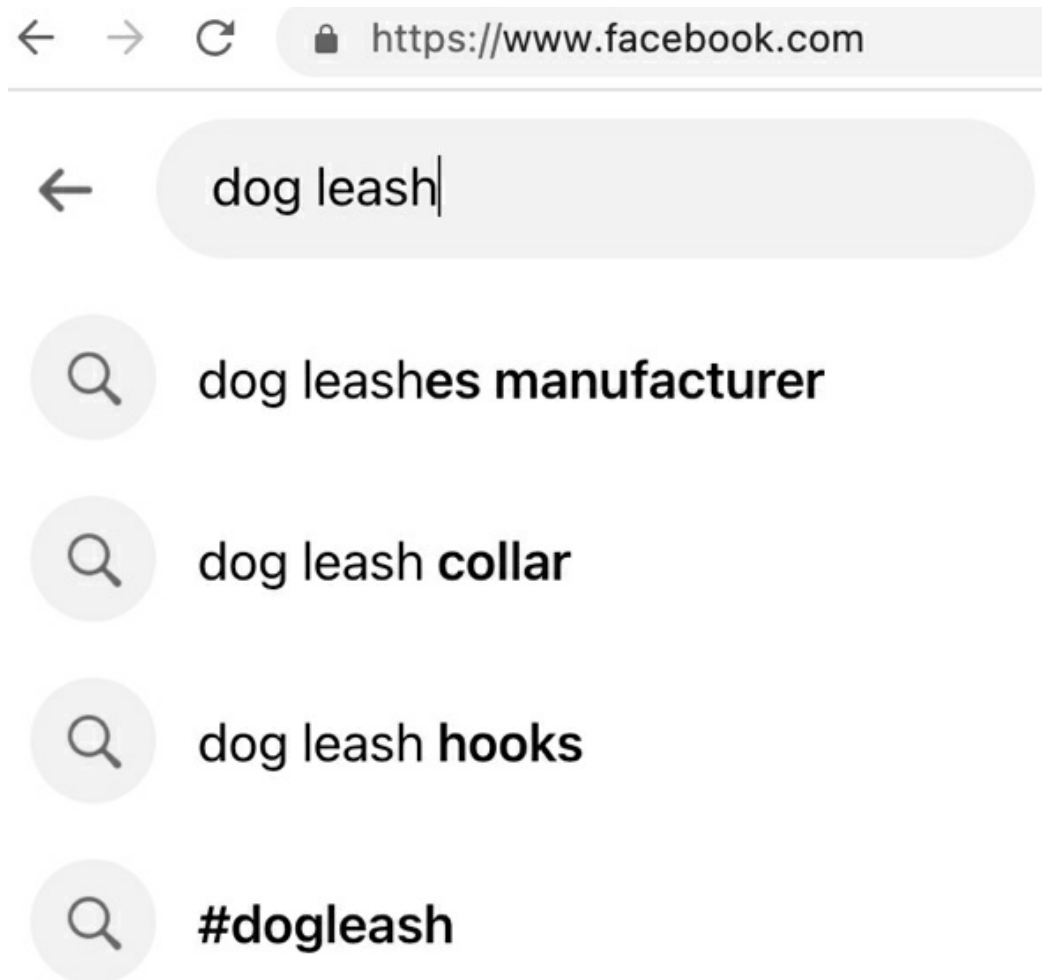 https://www.facebook.com
dog leash
dog leashes manufacturer
dog leash collar
dog leash hooks
#dogleash